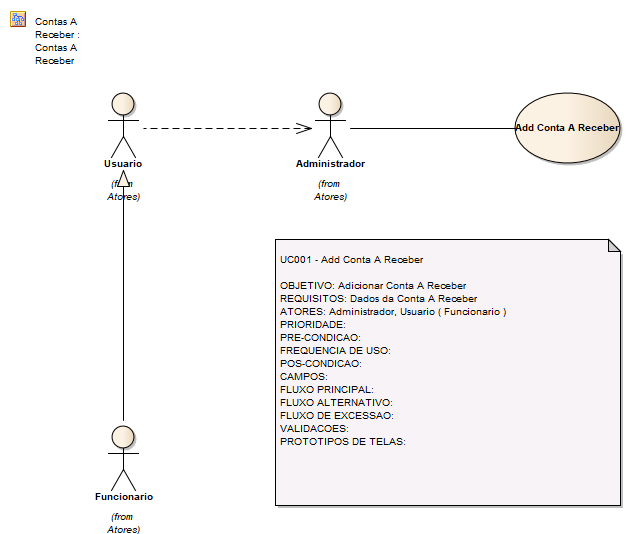 Contas A
Receber :
Contas A
Receber
Usuario
(from
Atores)
Administrador
(from
Atores)
Add Conta A Receber
UC001 - Add Conta A Receber
OBJETIVO: Adicionar Conta A Receber
REQUISITOS: Dados da Conta A Receber
ATORES: Administrador, Usuario ( Funcionario )
PRIORIDADE:
PRE-CONDICAO:
FREQUENCIA DE USO:
POS-CONDICAO:
CAMPOS:
FLUXO PRINCIPAL:
FLUXO ALTERNATIVO:
FLUXO DE EXCESSAO:
VALIDACOES:
PROTOTIPOS DE TELAS:
Funcionario
(from
Atores)